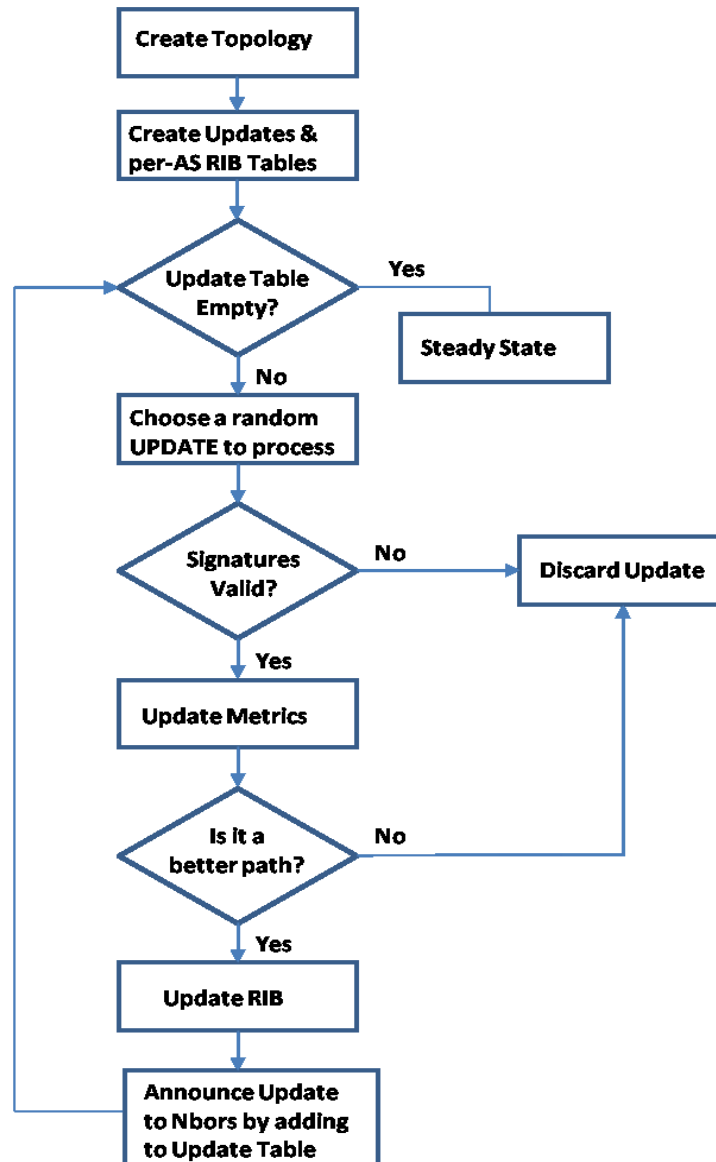 Create Topology
Create Updates &
per-AS RIB Tables
Update Table
Empty?
Yes
Steady State
No
Choose a random
UPDATE to process
Signatures
Valid?
No
Discard Update
Yes
Update Metrics
Is it a
better path?
No
Yes
Update RIB
Announce Update
to Nbors by adding
to Update Table